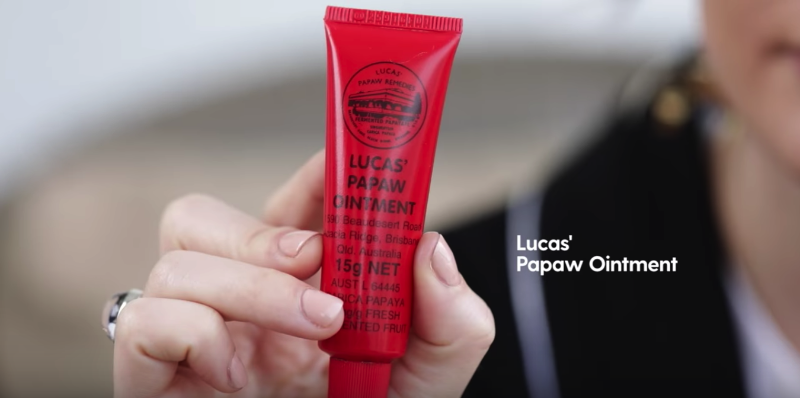 LUCAS'
PAPAW REMEDIES
LUCAS'
PAPAW
OINTMENT
Beaudesert Road
Ridge, Brisbane
Qld. Australia
15g NET
AUST L 64445
PAPAYA
FRESH
FRUIT
Lucas'
Papaw Ointment